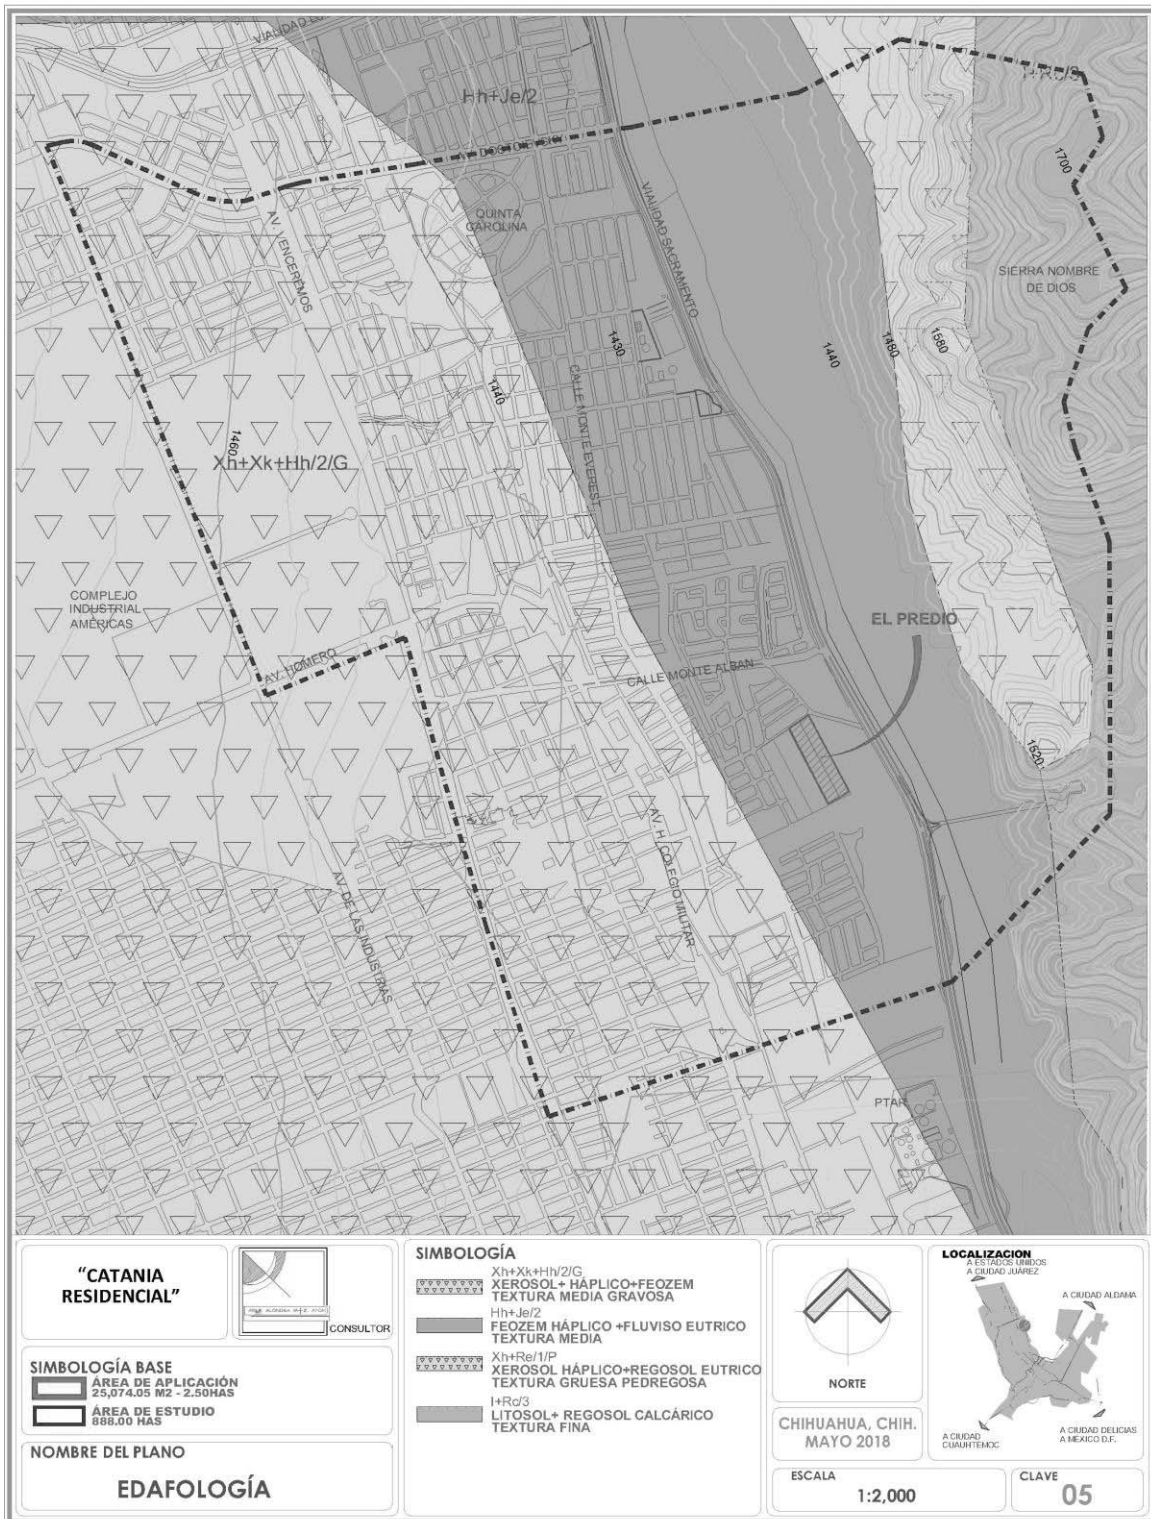 VIALIDAD
Hh+Je/2
I+Rc/3
1700
QUINTA
CAROLINA
VIALIDAD SACRAMENTO
AV. VENCEREMOS
SIERRA NOMBRE
DE DIOS
1430
1440
1480
1580
1440
CALLE MONTE EVEREST
1460
Xh+Xk+Hh/2/G
COMPLEJO
INDUSTRIAL
AMÉRICAS
EL PREDIO
AV. HOMERO
CALLE MONTE ALBAN
1520
AV. H. COLEGIO MILITAR
AV. DE LAS INDUSTRIAS
PTAR
"CATANIA
RESIDENCIAL"
CONSULTOR
SIMBOLOGÍA BASE
ÁREA DE APLICACIÓN
25,074.05 M2 - 2.50HAS
ÁREA DE ESTUDIO
888.00 HAS
NOMBRE DEL PLANO
EDAFOLOGÍA
SIMBOLOGÍA
Xh+Xk+Hh/2/G
XEROSOL+ HÁPLICO+FEOZEM
TEXTURA MEDIA GRAVOSA
Hh+Je/2
FEOZEM HÁPLICO +FLUVISO EUTRICO
TEXTURA MEDIA
Xh+Re/1/P
XEROSOL HÁPLICO+REGOSOL EUTRICO
TEXTURA GRUESA PEDREGOSA
I+Rc/3
LITOSOL+ REGOSOL CALCÁRICO
TEXTURA FINA
NORTE
CHIHUAHUA, CHIH.
MAYO 2018
LOCALIZACION
A ESTADOS UNIDOS
A CIUDAD JUÁREZ
A CIUDAD ALDAMA
A CIUDAD
CUAUHTEMOC
A CIUDAD DELICIAS
A MEXICO D.F.
ESCALA
1:2,000
CLAVE
05